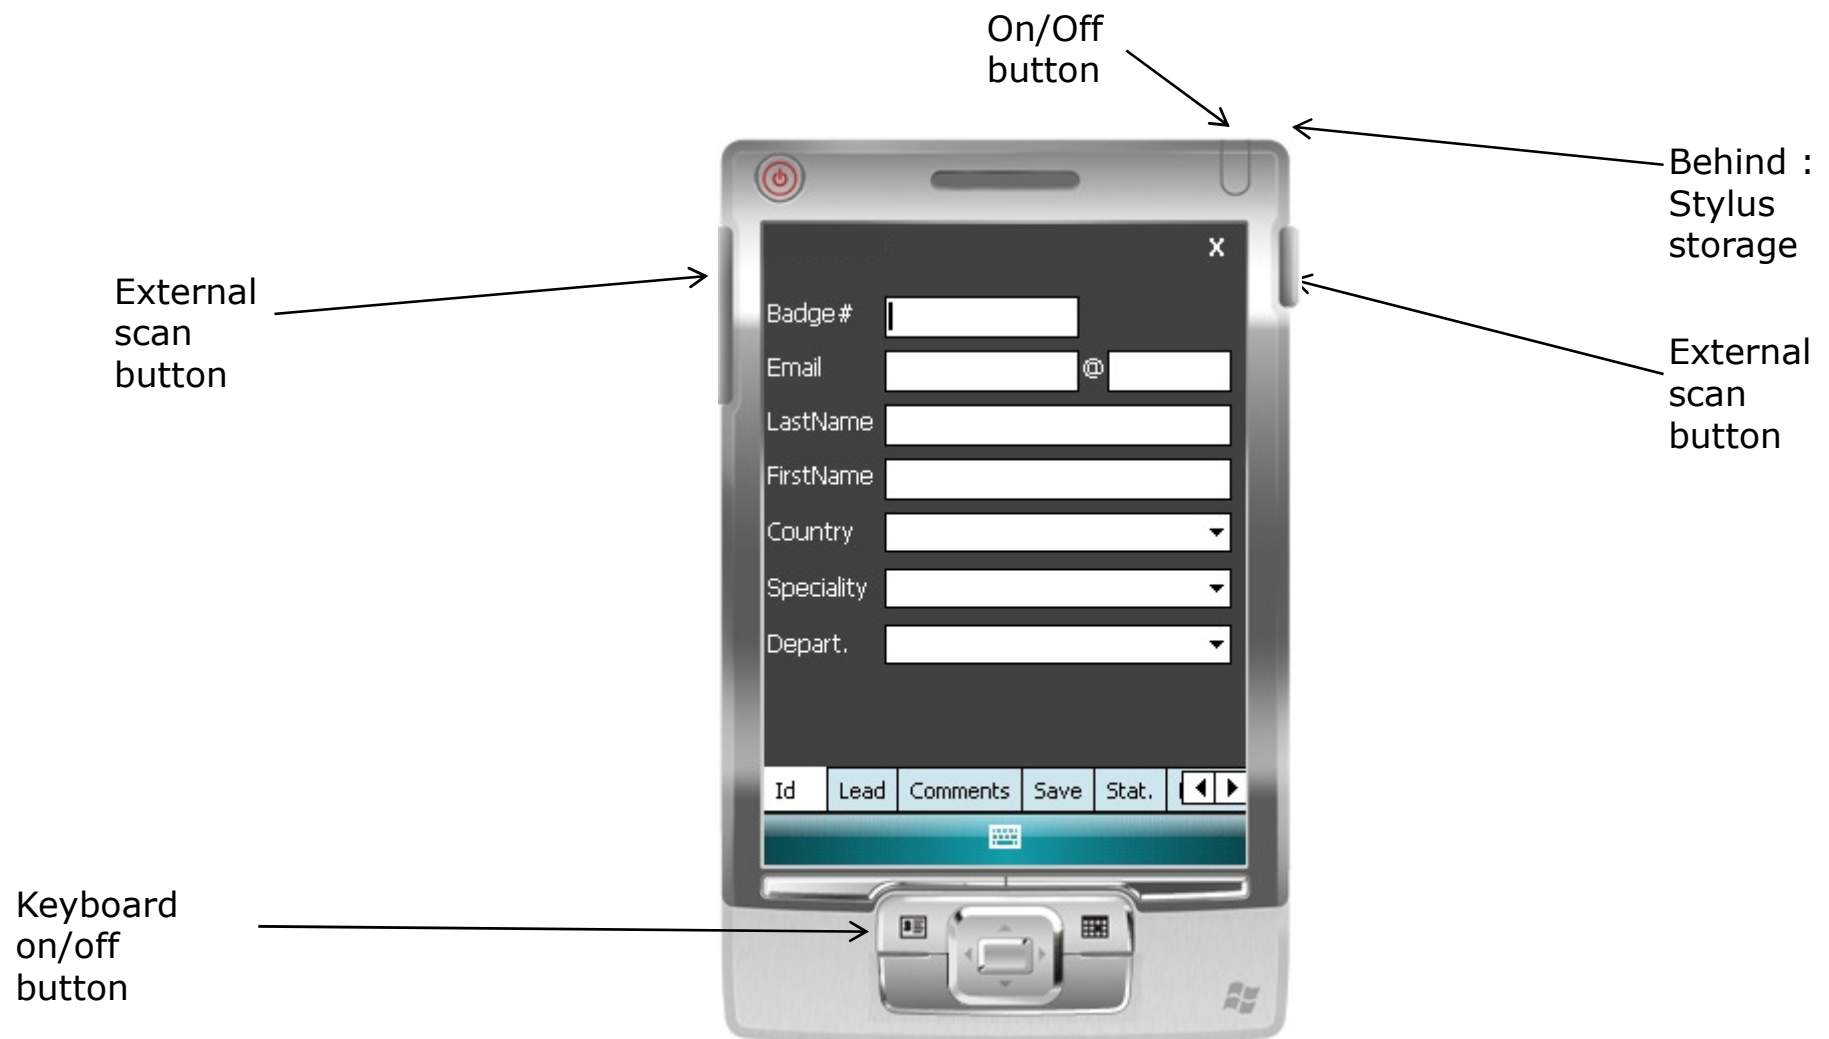 On/Off
button
Behind :
Stylus
storage
External
scan
button
External
scan
button
Keyboard
on/off
button
X
Badge#
Email @
LastName
FirstName
Country
Speciality
Depart.
Id Lead Comments Save Stat.